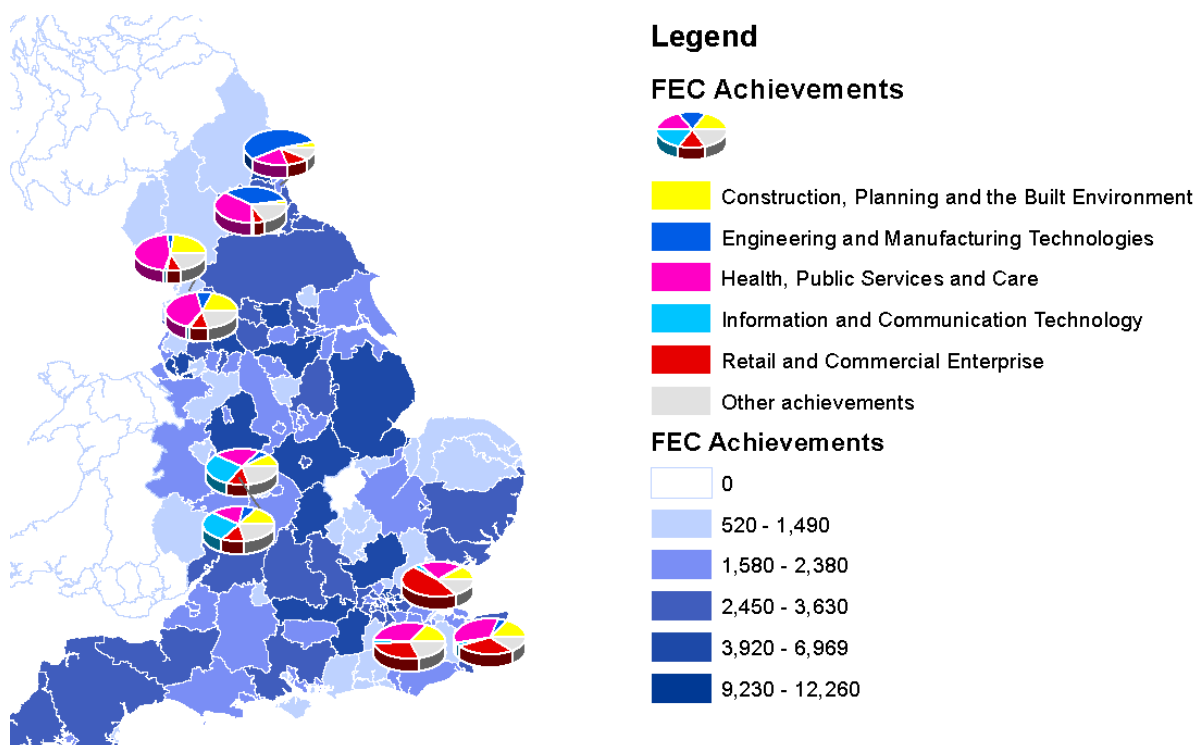 Legend
FEC Achievements
Construction, Planning and the Built Environment
Engineering and Manufacturing Technologies
Health, Public Services and Care
Information and Communication Technology
Retail and Commercial Enterprise
Other achievements
FEC Achievements
0
520 - 1,490
1,580 - 2,380
2,450 - 3,630
3,920 - 6,969
9,230 - 12,260